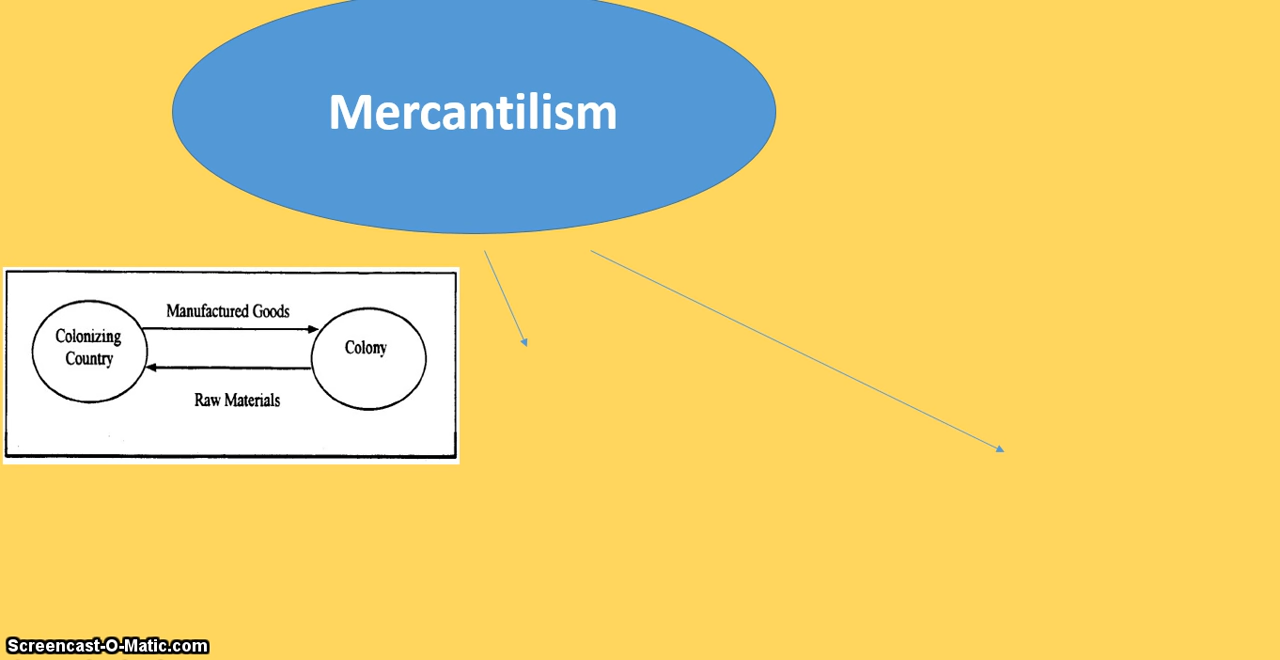 Mercantilism
Manufactured Goods
Colonizing
Country
Colony
Raw Materials
Screencast-O-Matic.com